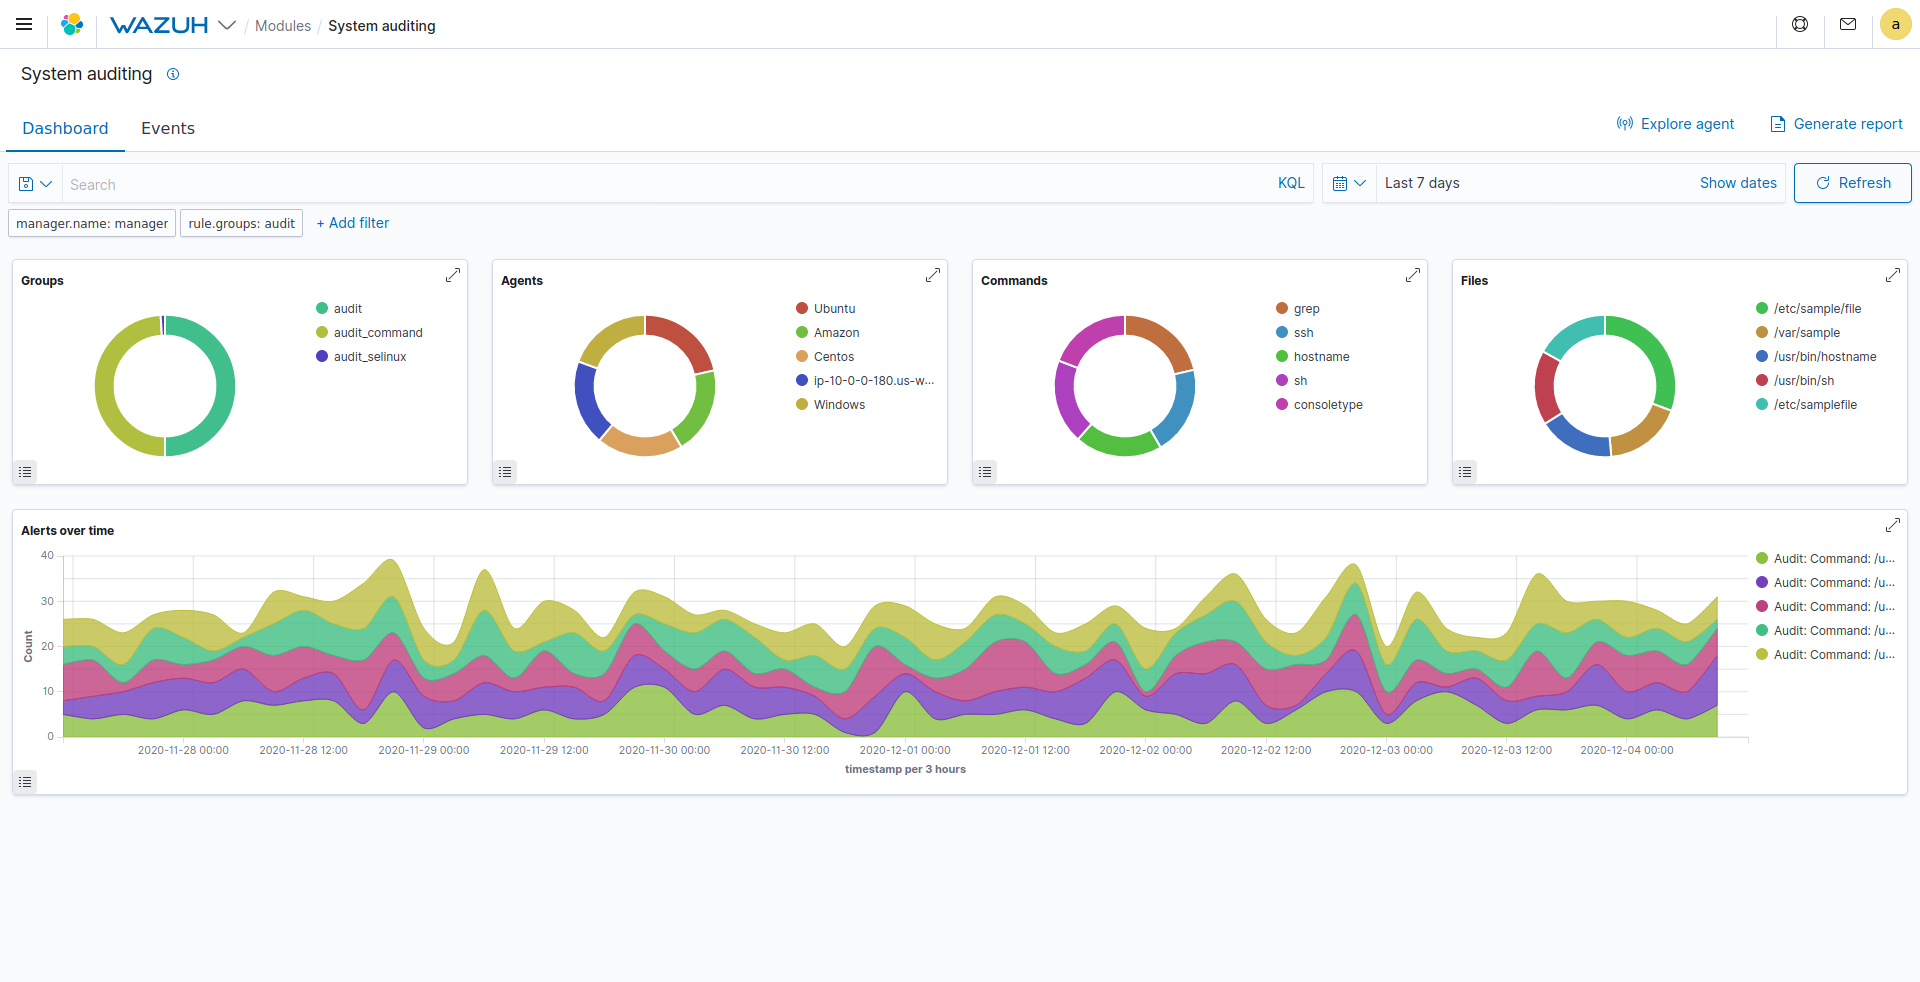 WAZUH / Modules / System auditing
a
System auditing
Dashboard Events
Explore agent Generate report
Search KQL
Last 7 days Show dates
Refresh
manager.name: manager rule.groups: audit + Add filter
Groups
audit
audit_command
audit_selinux
Agents
Ubuntu
Amazon
Centos
ip-10-0-0-180.us-w...
Windows
Commands
grep
ssh
hostname
sh
consoletype
Files
/etc/sample/file
/var/sample
/usr/bin/hostname
/usr/bin/sh
/etc/samplefile
Alerts over time
40
30
20
10
0
Count
2020-11-28 00:00 2020-11-28 12:00 2020-11-29 00:00 2020-11-29 12:00 2020-11-30 00:00 2020-11-30 12:00 2020-12-01 00:00 2020-12-01 12:00 2020-12-02 00:00 2020-12-02 12:00 2020-12-03 00:00 2020-12-03 12:00 2020-12-04 00:00
timestamp per 3 hours
Audit: Command: /u...
Audit: Command: /u...
Audit: Command: /u...
Audit: Command: /u...
Audit: Command: /u...